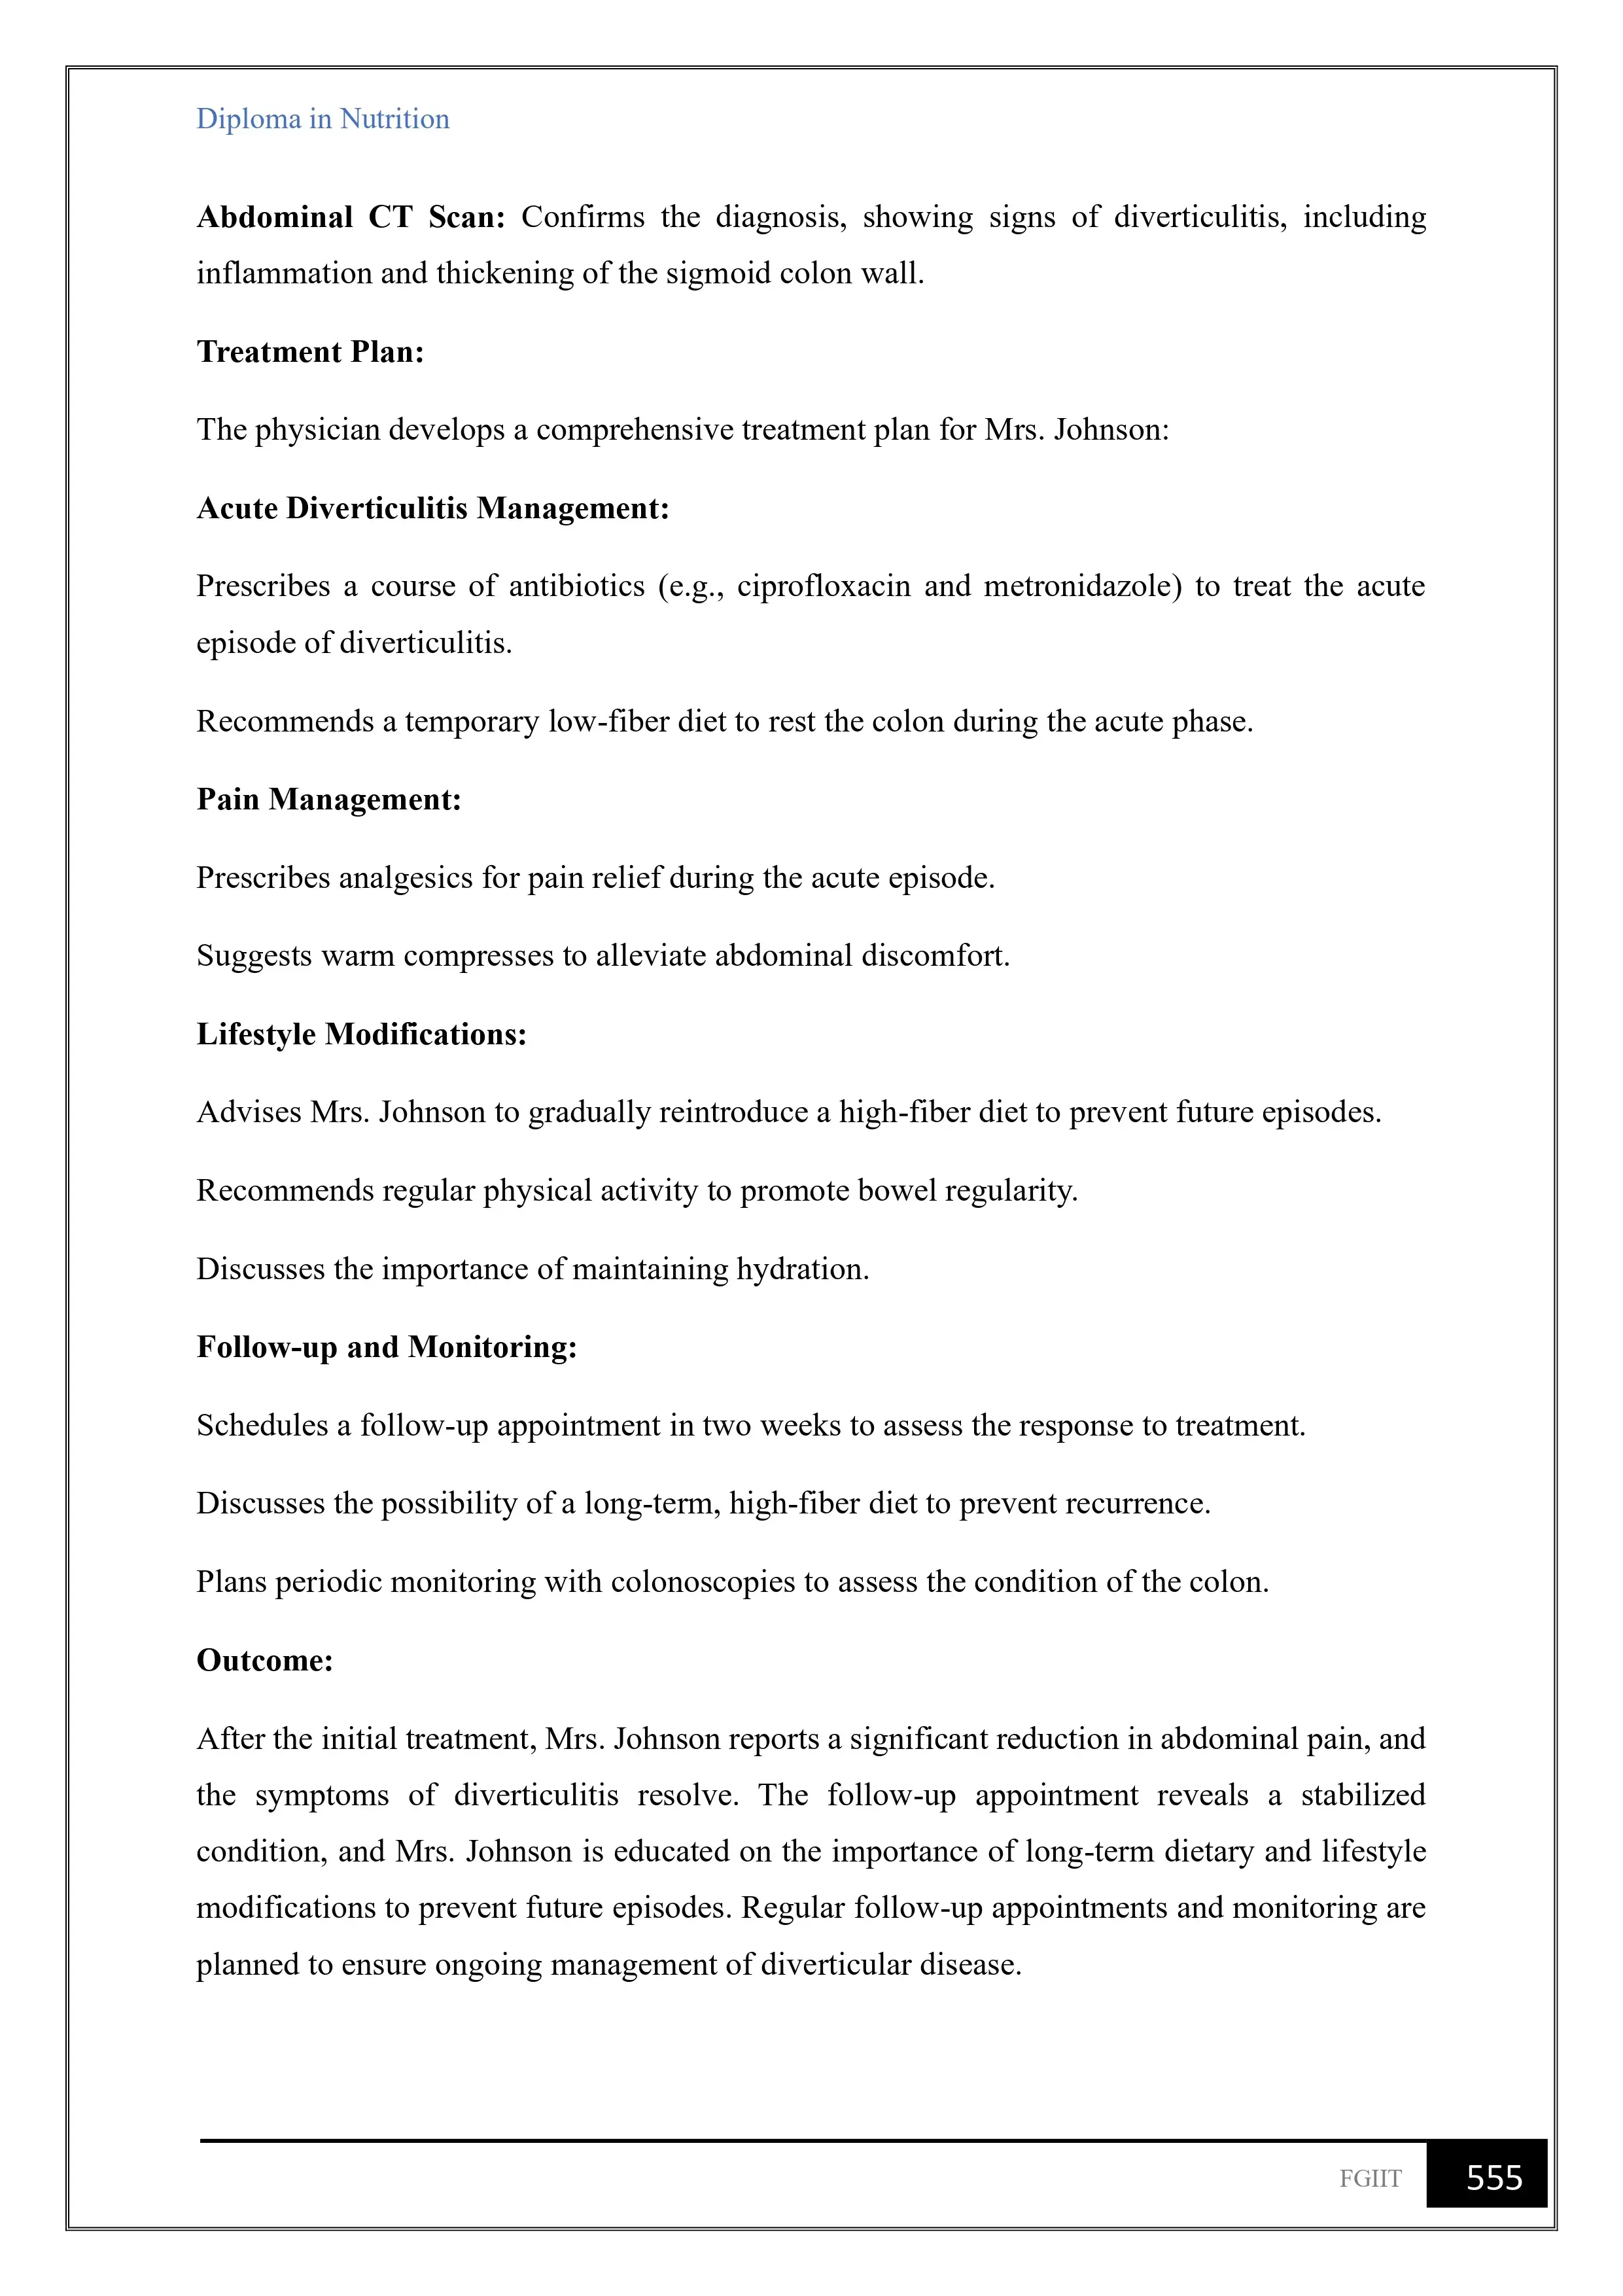 Diploma in Nutrition
Abdominal CT Scan: Confirms the diagnosis, showing signs of diverticulitis, including
inflammation and thickening of the sigmoid colon wall.
Treatment Plan:
The physician develops a comprehensive treatment plan for Mrs. Johnson:
Acute Diverticulitis Management:
Prescribes a course of antibiotics (e.g., ciprofloxacin and metronidazole) to treat the acute
episode of diverticulitis.
Recommends a temporary low-fiber diet to rest the colon during the acute phase.
Pain Management:
Prescribes analgesics for pain relief during the acute episode.
Suggests warm compresses to alleviate abdominal discomfort.
Lifestyle Modifications:
Advises Mrs. Johnson to gradually reintroduce a high-fiber diet to prevent future episodes.
Recommends regular physical activity to promote bowel regularity.
Discusses the importance of maintaining hydration.
Follow-up and Monitoring:
Schedules a follow-up appointment in two weeks to assess the response to treatment.
Discusses the possibility of a long-term, high-fiber diet to prevent recurrence.
Plans periodic monitoring with colonoscopies to assess the condition of the colon.
Outcome:
After the initial treatment, Mrs. Johnson reports a significant reduction in abdominal pain, and
the symptoms of diverticulitis resolve. The follow-up appointment reveals a stabilized
condition, and Mrs. Johnson is educated on the importance of long-term dietary and lifestyle
modifications to prevent future episodes. Regular follow-up appointments and monitoring are
planned to ensure ongoing management of diverticular disease.
FGIIT 555